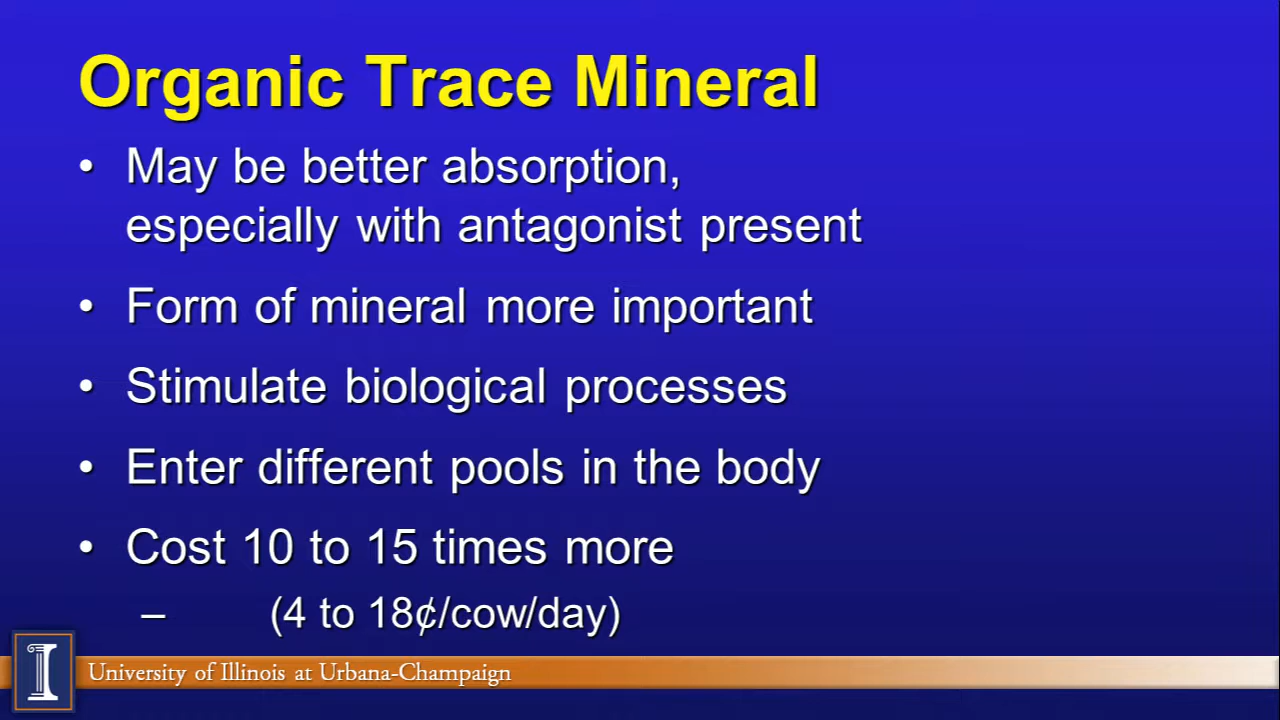 Organic Trace Mineral
• May be better absorption,
especially with antagonist present
• Form of mineral more important
• Stimulate biological processes
• Enter different pools in the body
• Cost 10 to 15 times more
– (4 to 18¢/cow/day)
I
University of Illinois at Urbana-Champaign